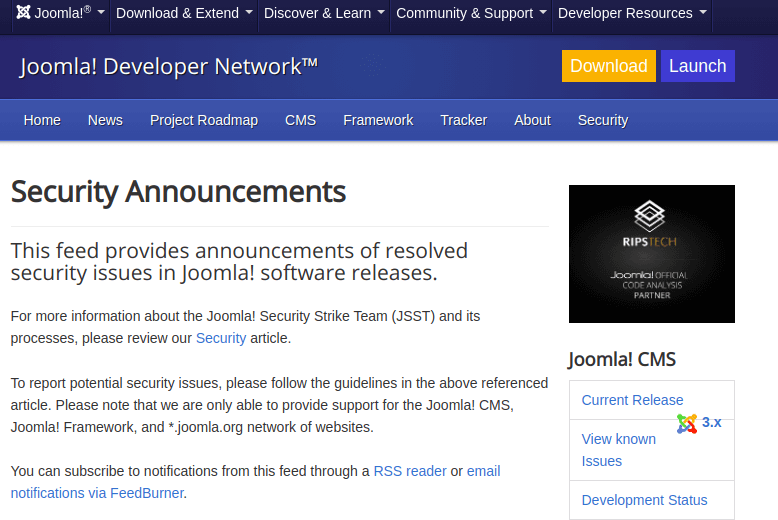 Joomla!® Download & Extend Discover & Learn Community & Support Developer Resources
Joomla! Developer Network™ Download Launch
Home News Project Roadmap CMS Framework Tracker About Security
Security Announcements
This feed provides announcements of resolved
security issues in Joomla! software releases.
For more information about the Joomla! Security Strike Team (JSST) and its
processes, please review our Security article.
To report potential security issues, please follow the guidelines in the above referenced
article. Please note that we are only able to provide support for the Joomla! CMS,
Joomla! Framework, and *.joomla.org network of websites.
You can subscribe to notifications from this feed through a RSS reader or email
notifications via FeedBurner.
RIPSTECH
Joomla! OFFICIAL
CODE ANALYSIS
PARTNER
Joomla! CMS
Current Release
3.x
View known
Issues
Development Status